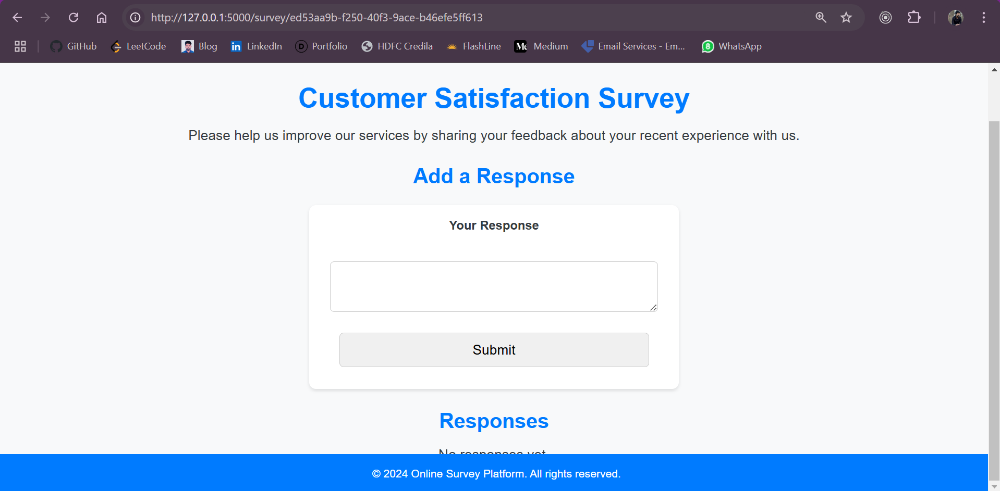 http://127.0.0.1:5000/survey/ed53aa9b-f250-40f3-9ace-b46efe5ff613
GitHub LeetCode Blog LinkedIn Portfolio HDFC Credila FlashLine Medium Email Services - Em... WhatsApp
Customer Satisfaction Survey
Please help us improve our services by sharing your feedback about your recent experience with us.
Add a Response
Your Response
Submit
Responses
No responses yet
© 2024 Online Survey Platform. All rights reserved.